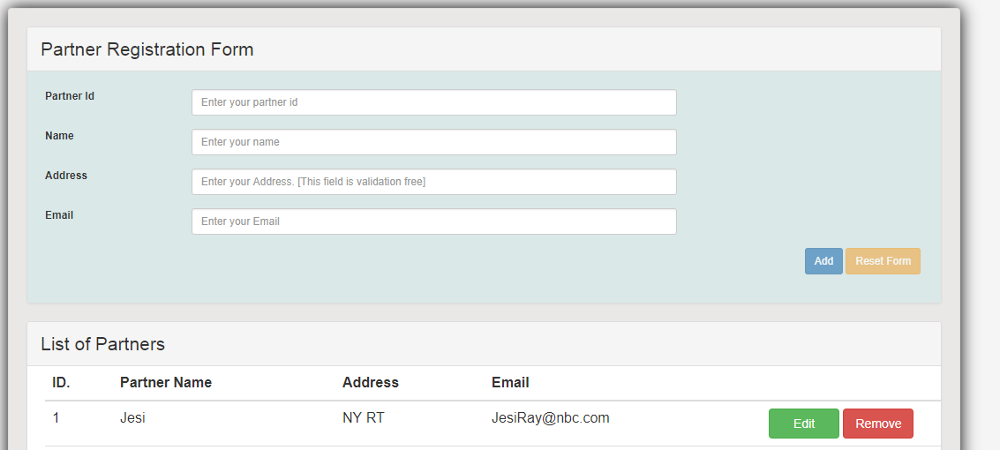 Partner Registration Form
Partner Id
Enter your partner id
Name
Enter your name
Address
Enter your Address. [This field is validation free]
Email
Enter your Email
Add Reset Form
List of Partners
ID. Partner Name Address Email
1 Jesi NY RT JesiRay@nbc.com Edit Remove